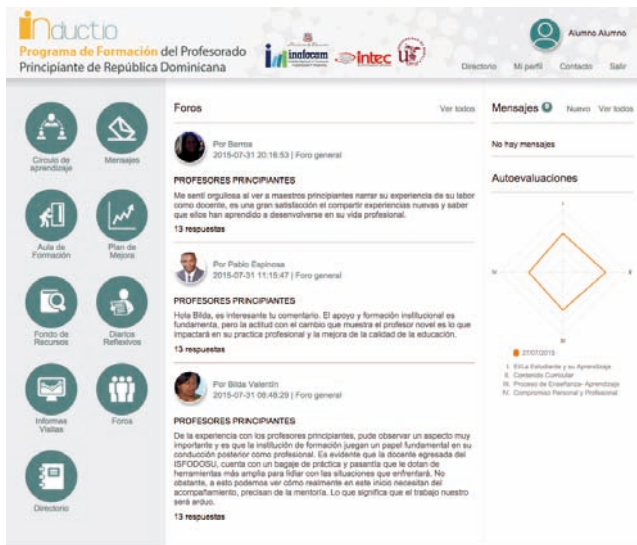 inductio
Programa de Formación del Profesorado
Principiante de República Dominicana
inafocam
intec
Alumno Alumno
Directorio Mi perfil Contacto Salir
Círculo de
aprendizaje
Mensajes
Aula de
Formación
Plan de
Mejora
Fondo de
Recursos
Diarios
Reflexivos
Informes
Visitas
Foros
Directorio
Foros Ver todos
Por Berros
2015-07-31 20:16:53 | Foro general
PROFESORES PRINCIPIANTES
Me sentí orgullosa al ver a maestros principiantes narrar su experiencia de su labor
como docente, es una gran satisfacción el compartir experiencias nuevas y saber
que ellos han aprendido a desenvolverse en su vida profesional.
13 respuestas
Por Pablo Espinosa
2015-07-31 11:15:47 | Foro general
PROFESORES PRINCIPIANTES
Hola Bilda, es interesante tu comentario. El apoyo y formación institucional es
fundamenta, pero la actitud con el cambio que muestra el profesor novel es lo que
impactará en su practica profesional y la mejora de la calidad de la educación.
13 respuestas
Por Bilda Valentín
2015-07-31 08:48:29 | Foro general
PROFESORES PRINCIPIANTES
De la experiencia con los profesores principiantes, pude observar un aspecto muy
importante y es que la institución de formación juegan un papel fundamental en su
conducción posterior como profesional. Es evidente que la docente egresada del
ISFODOSU, cuenta con un bagaje de práctica y pasantía que le dotan de
herramientas más amplia para lidiar con las situaciones que enfrentará. No
obstante, a esto podemos ver cómo realmente en este inicio necesitan del
acompañamiento, precisan de la mentoría. Lo que significa que el trabajo nuestro
será arduo.
13 respuestas
Mensajes 0 Nuevo Ver todos
No hay mensajes
Autoevaluaciones
I
IV
II
III
27/07/2015
I. El/La Estudiante y su Aprendizaje
II. Contenido Curricular
III. Proceso de Enseñanza- Aprendizaje
IV. Compromiso Personal y Profesional